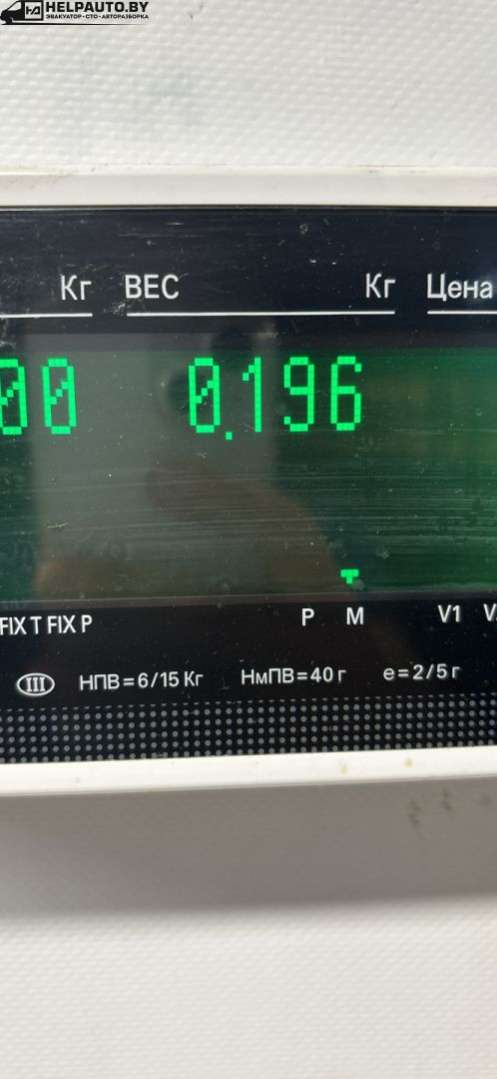 HELPAUTO.BY
ЭВАКУАТОР•СТО•АВТОРАЗБОРКА
Кг ВЕС Кг Цена
00 0.196
FIX T FIX P P M V1
III НПВ=6/15 Кг НмПВ=40 г e=2/5 г